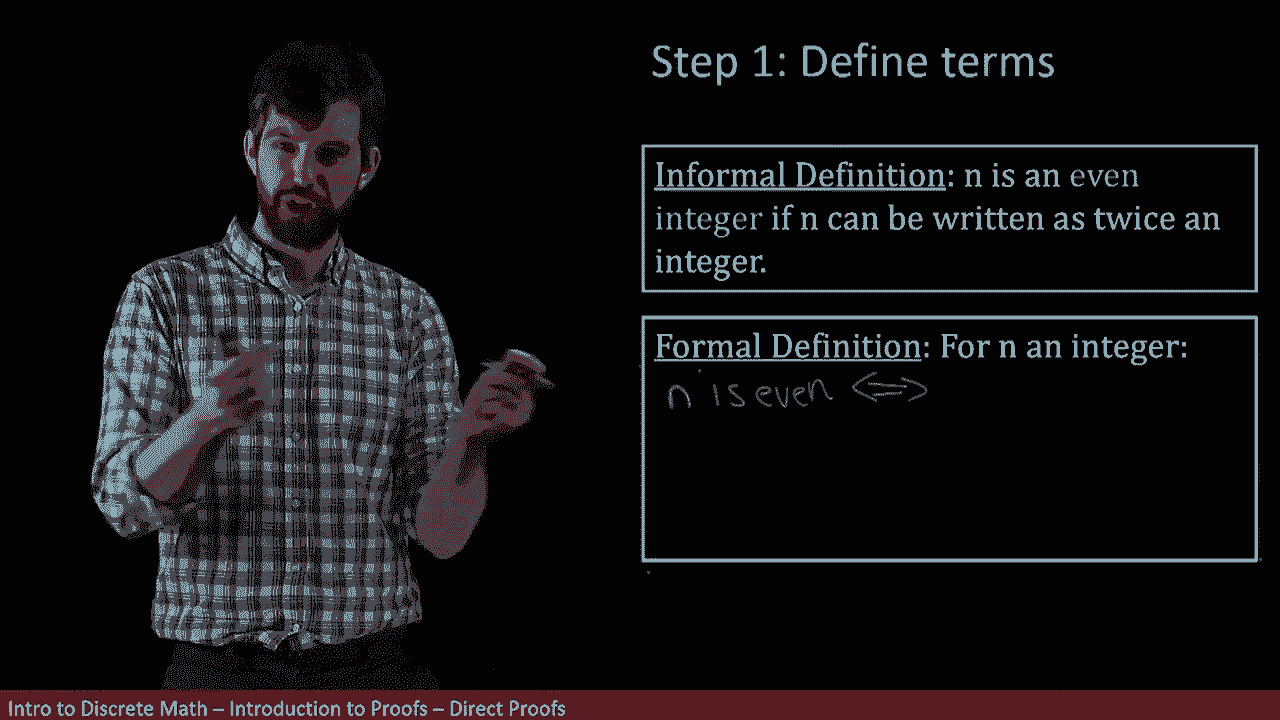 Step 1: Define terms
Informal Definition: n is an even
integer if n can be written as twice an
integer.
Formal Definition: For n an integer:
n is even <=>
Intro to Discrete Math – Introduction to Proofs – Direct Proofs